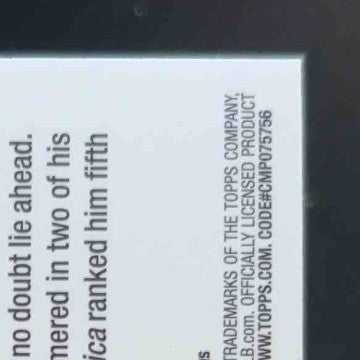 no doubt lie ahead.
mered in two of his
ica ranked him fifth
TRADEMARKS OF THE TOPPS COMPANY,
B.com. OFFICIALLY LICENSED PRODUCT
WW.TOPPS.COM. CODE#CMP075756